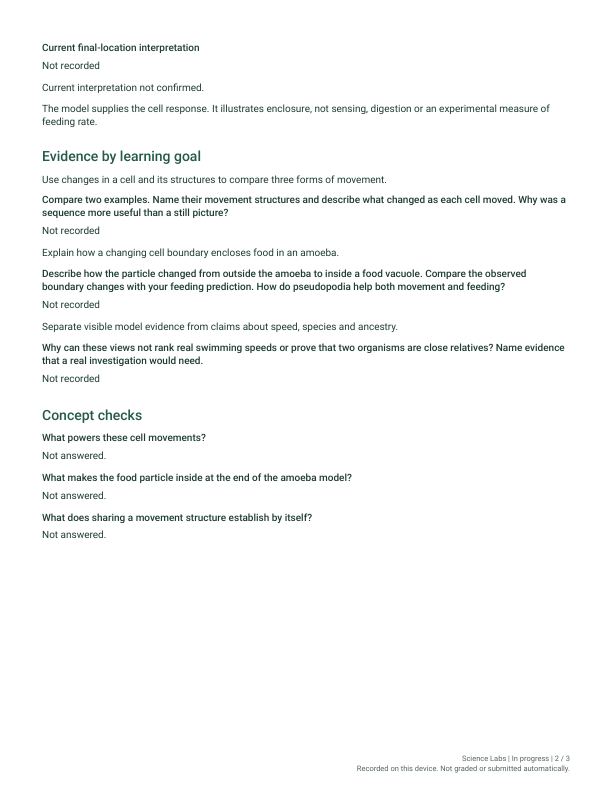 Current final-location interpretation
Not recorded
Current interpretation not confirmed.
The model supplies the cell response. It illustrates enclosure, not sensing, digestion or an experimental measure of
feeding rate.
Evidence by learning goal
Use changes in a cell and its structures to compare three forms of movement.
Compare two examples. Name their movement structures and describe what changed as each cell moved. Why was a
sequence more useful than a still picture?
Not recorded
Explain how a changing cell boundary encloses food in an amoeba.
Describe how the particle changed from outside the amoeba to inside a food vacuole. Compare the observed
boundary changes with your feeding prediction. How do pseudopodia help both movement and feeding?
Not recorded
Separate visible model evidence from claims about speed, species and ancestry.
Why can these views not rank real swimming speeds or prove that two organisms are close relatives? Name evidence
that a real investigation would need.
Not recorded
Concept checks
What powers these cell movements?
Not answered.
What makes the food particle inside at the end of the amoeba model?
Not answered.
What does sharing a movement structure establish by itself?
Not answered.
Science Labs | In progress | 2 / 3
Recorded on this device. Not graded or submitted automatically.